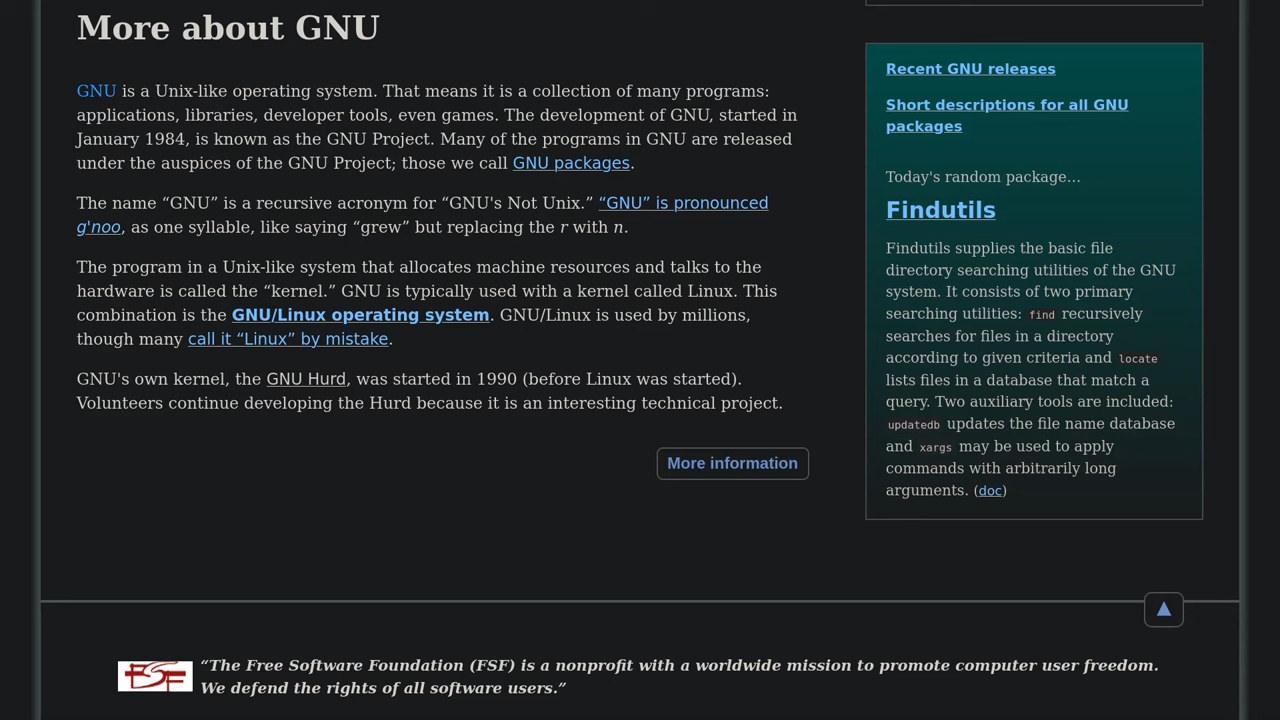 More about GNU
GNU is a Unix-like operating system. That means it is a collection of many programs:
applications, libraries, developer tools, even games. The development of GNU, started in
January 1984, is known as the GNU Project. Many of the programs in GNU are released
under the auspices of the GNU Project; those we call GNU packages.
The name “GNU” is a recursive acronym for “GNU's Not Unix.” “GNU” is pronounced
g'noo, as one syllable, like saying “grew” but replacing the r with n.
The program in a Unix-like system that allocates machine resources and talks to the
hardware is called the “kernel.” GNU is typically used with a kernel called Linux. This
combination is the GNU/Linux operating system. GNU/Linux is used by millions,
though many call it “Linux” by mistake.
GNU's own kernel, the GNU Hurd, was started in 1990 (before Linux was started).
Volunteers continue developing the Hurd because it is an interesting technical project.
More information
Recent GNU releases
Short descriptions for all GNU
packages
Today's random package…
Findutils
Findutils supplies the basic file
directory searching utilities of the GNU
system. It consists of two primary
searching utilities: find recursively
searches for files in a directory
according to given criteria and locate
lists files in a database that match a
query. Two auxiliary tools are included:
updatedb updates the file name database
and xargs may be used to apply
commands with arbitrarily long
arguments. (doc)
▲
FSF
“The Free Software Foundation (FSF) is a nonprofit with a worldwide mission to promote computer user freedom.
We defend the rights of all software users.”